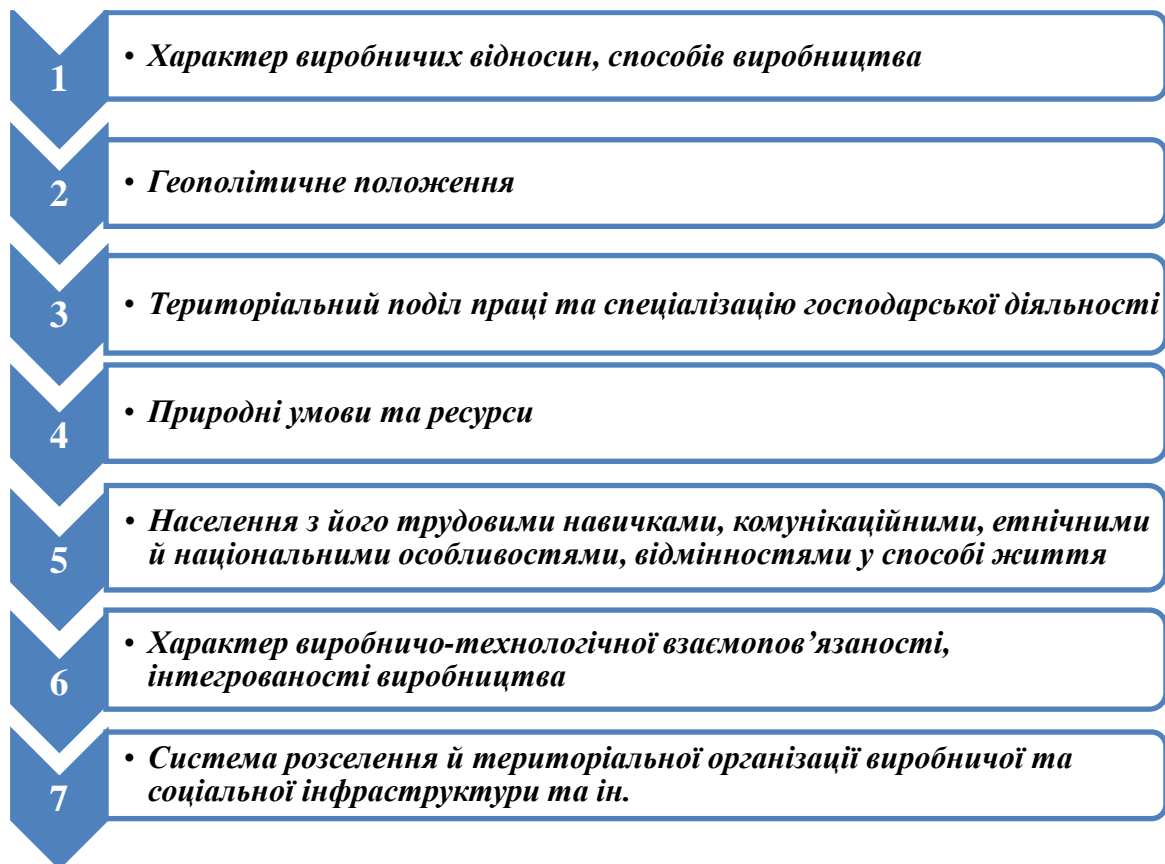 1
• Характер виробничих відносин, способів виробництва
2
• Геополітичне положення
3
• Територіальний поділ праці та спеціалізацію господарської діяльності
4
• Природні умови та ресурси
5
• Населення з його трудовими навичками, комунікаційними, етнічними
й національними особливостями, відмінностями у способі життя
6
• Характер виробничо-технологічної взаємопов’язаності,
інтегрованості виробництва
7
• Система розселення й територіальної організації виробничої та
соціальної інфраструктури та ін.